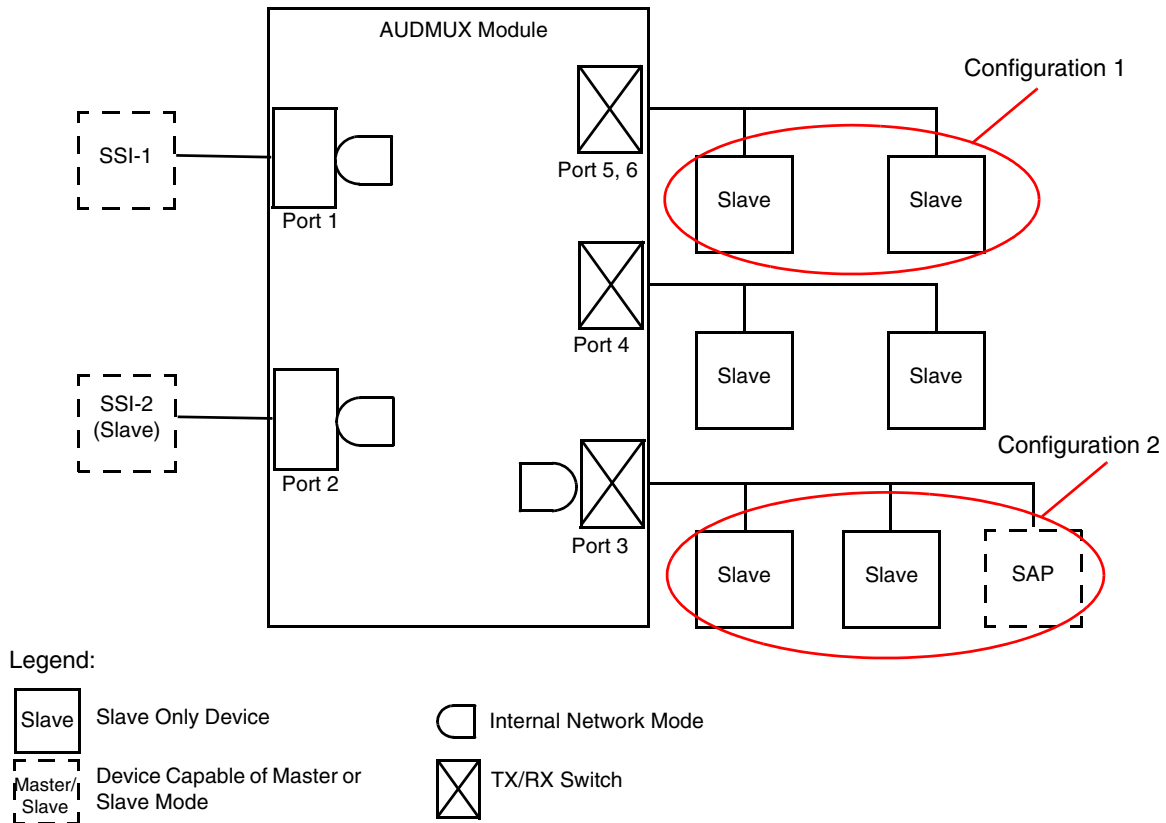 AUDMUX Module
Configuration 1
SSI-1
Port 1
Port 5, 6
Slave
Slave
Port 4
Slave
Slave
SSI-2
(Slave)
Port 2
Configuration 2
Port 3
Slave
Slave
SAP
Legend:
Slave
Slave Only Device
Internal Network Mode
Master/
Slave
Device Capable of Master or
Slave Mode
TX/RX Switch